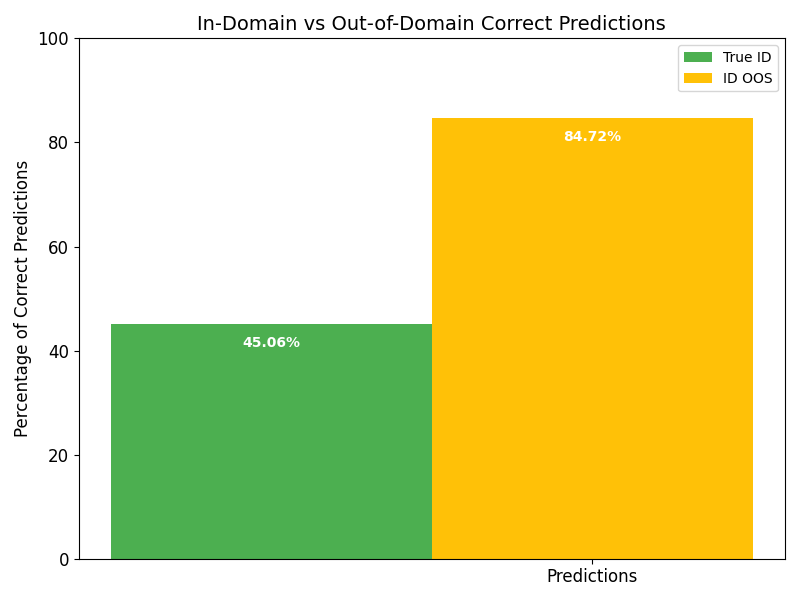 In-Domain vs Out-of-Domain Correct Predictions
Percentage of Correct Predictions
100
80
60
40
20
0
True ID
ID OOS
84.72%
45.06%
Predictions